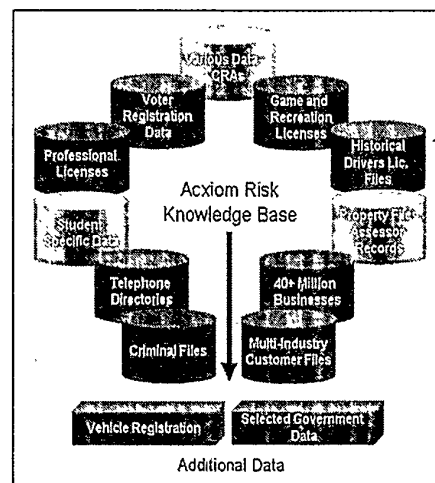 Various Data
CRAs
Voter
Registration
Data
Game and
Recreation
Licenses
Professional
Licenses
Historical
Drivers Lic.
Files
Acxiom Risk
Knowledge Base
Student
Specific Data
Property File
Assessor
Records
Telephone
Directories
40+ Million
Businesses
Criminal Files
Multi-Industry
Customer Files
Vehicle Registration
Selected Government
Data
Additional Data